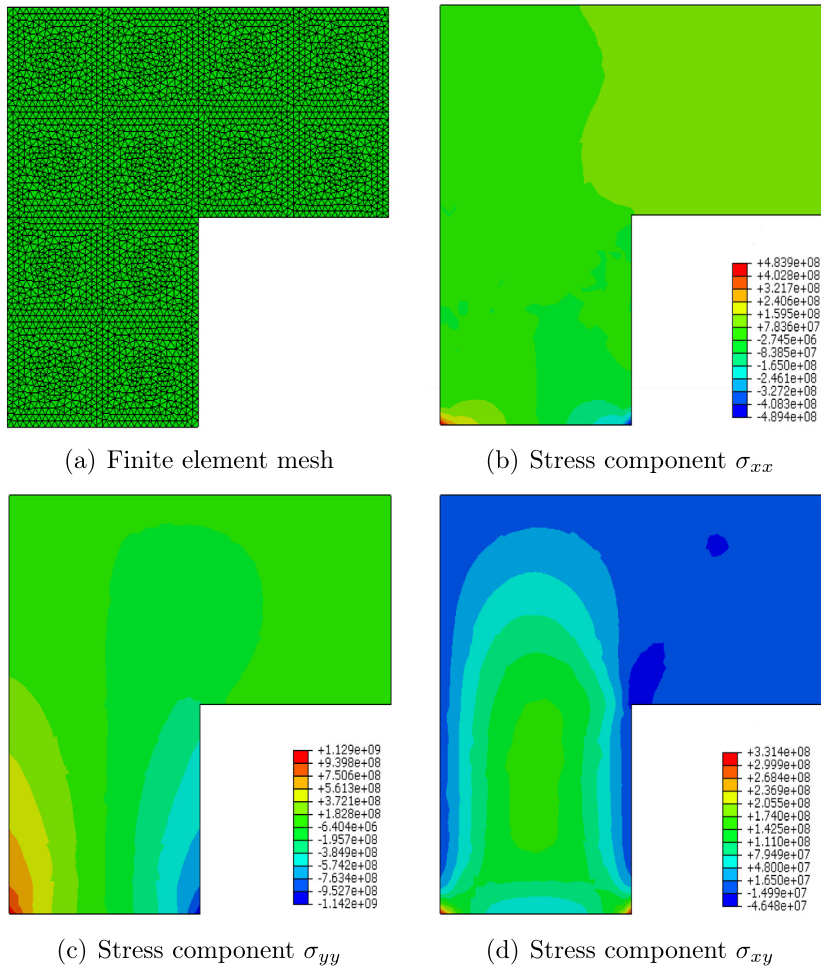 +4.839e+08
+4.028e+08
+3.217e+08
+2.406e+08
+1.595e+08
+7.836e+07
-2.745e+06
-8.385e+07
-1.650e+08
-2.461e+08
-3.272e+08
-4.083e+08
-4.894e+08
(a) Finite element mesh
(b) Stress component σxx
+1.129e+09
+9.398e+08
+7.506e+08
+5.613e+08
+3.721e+08
+1.828e+08
-6.404e+06
-1.957e+08
-3.849e+08
-5.742e+08
-7.634e+08
-9.527e+08
-1.142e+09
+3.314e+08
+2.999e+08
+2.684e+08
+2.369e+08
+2.055e+08
+1.740e+08
+1.425e+08
+1.110e+08
+7.949e+07
+4.800e+07
+1.650e+07
-1.499e+07
-4.648e+07
(c) Stress component σyy
(d) Stress component σxy